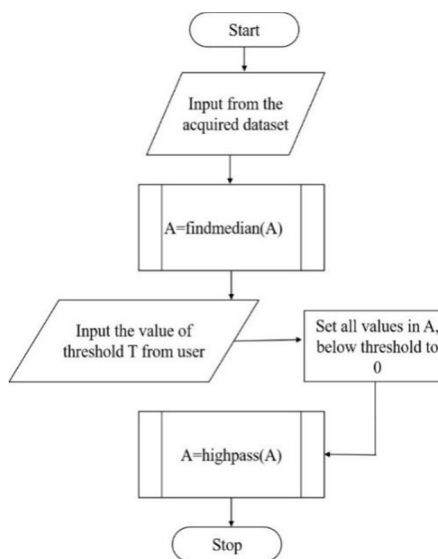 Start
Input from the
acquired dataset
A=findmedian(A)
Input the value of
threshold T from user
Set all values in A,
below threshold to
0
A=highpass(A)
Stop